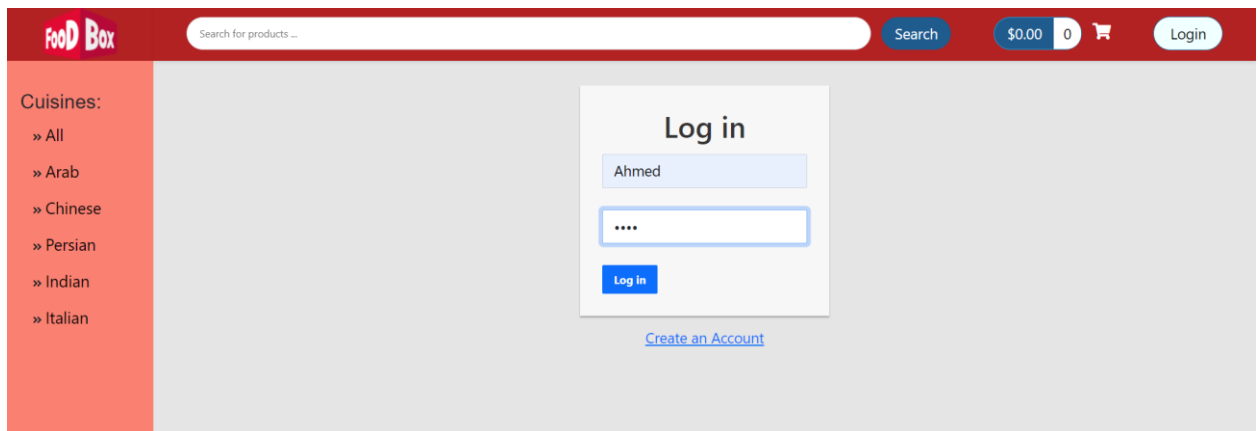 FooD Box
Search for products ...
Search
$0.00 0
Login
Cuisines:
» All
» Arab
» Chinese
» Persian
» Indian
» Italian
Log in
Ahmed
••••
Log in
Create an Account